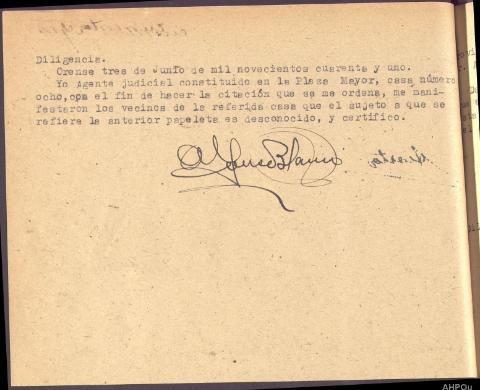 Diligencia.
Orense tres de Junio de mil novecientos cuarenta y uno.
Yo Agente judicial constituido en la Plaza Mayor, casa número
ocho,con el fin de hacer la citación que se me ordena, me mani-
festaron los vecinos de la referida casa que el sujeto a que se
refiere la anterior papeleta es desconocido, y certifico.
Alfonso Blanco
AHPOu